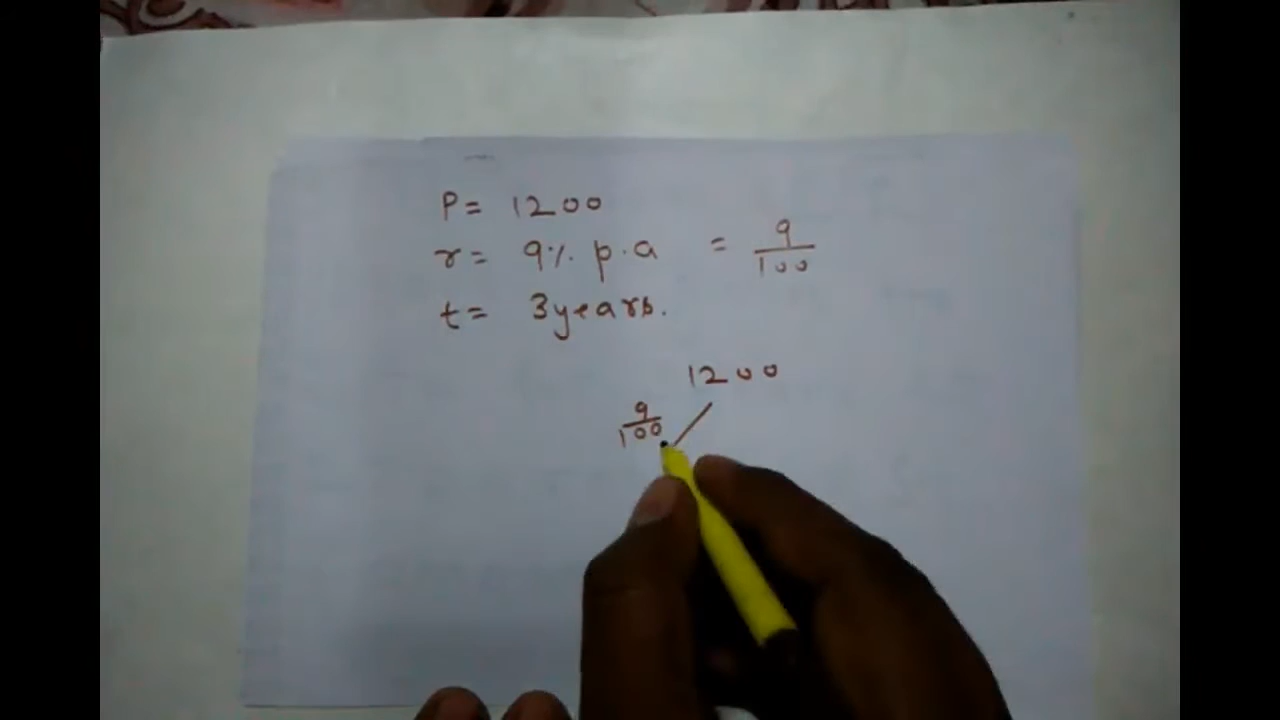 P= 1200
r= 9% p.a = 9/100
t= 3years.
1200
9/100